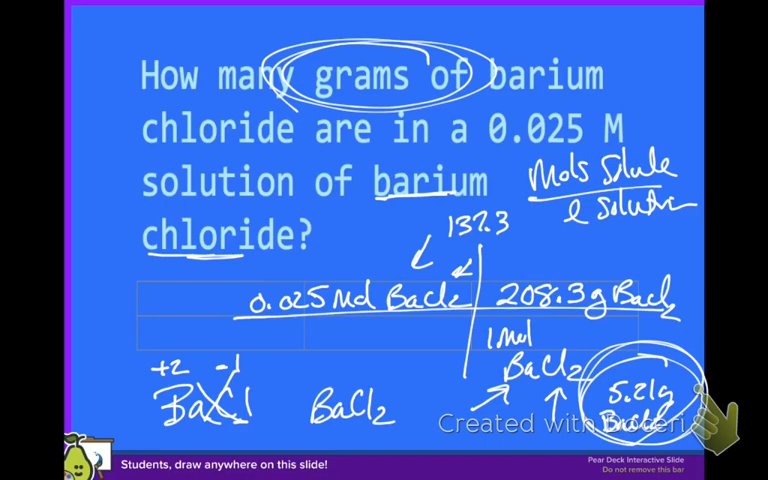 How many grams of barium
chloride are in a 0.025 M
solution of barium
chloride?
Mols Solute
l solution
137.3
0.025 Mol BaCl2
208.3g BaCl2
1 Mol
BaCl2
+2 -1
BaCl
BaCl2
5.21g
BaCl2
Created with
Students, draw anywhere on this slide!
Pear Deck Interactive Slide
Do not remove this bar